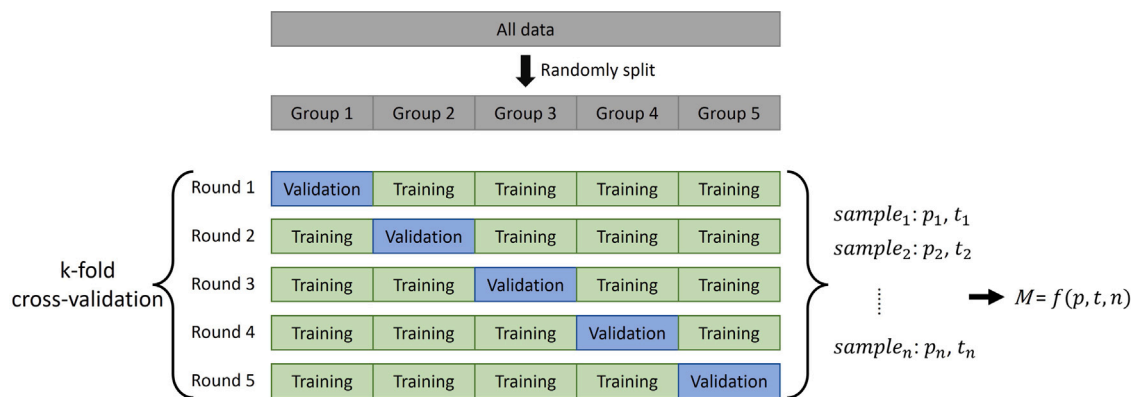 All data
Randomly split
Group 1 Group 2 Group 3 Group 4 Group 5
k-fold
cross-validation
Round 1 Validation Training Training Training Training
Round 2 Training Validation Training Training Training
Round 3 Training Training Validation Training Training
Round 4 Training Training Training Validation Training
Round 5 Training Training Training Training Validation
sample₁: p₁, t₁
sample₂: p₂, t₂
⋮
sampleₙ: pₙ, tₙ
M = f(p, t, n)